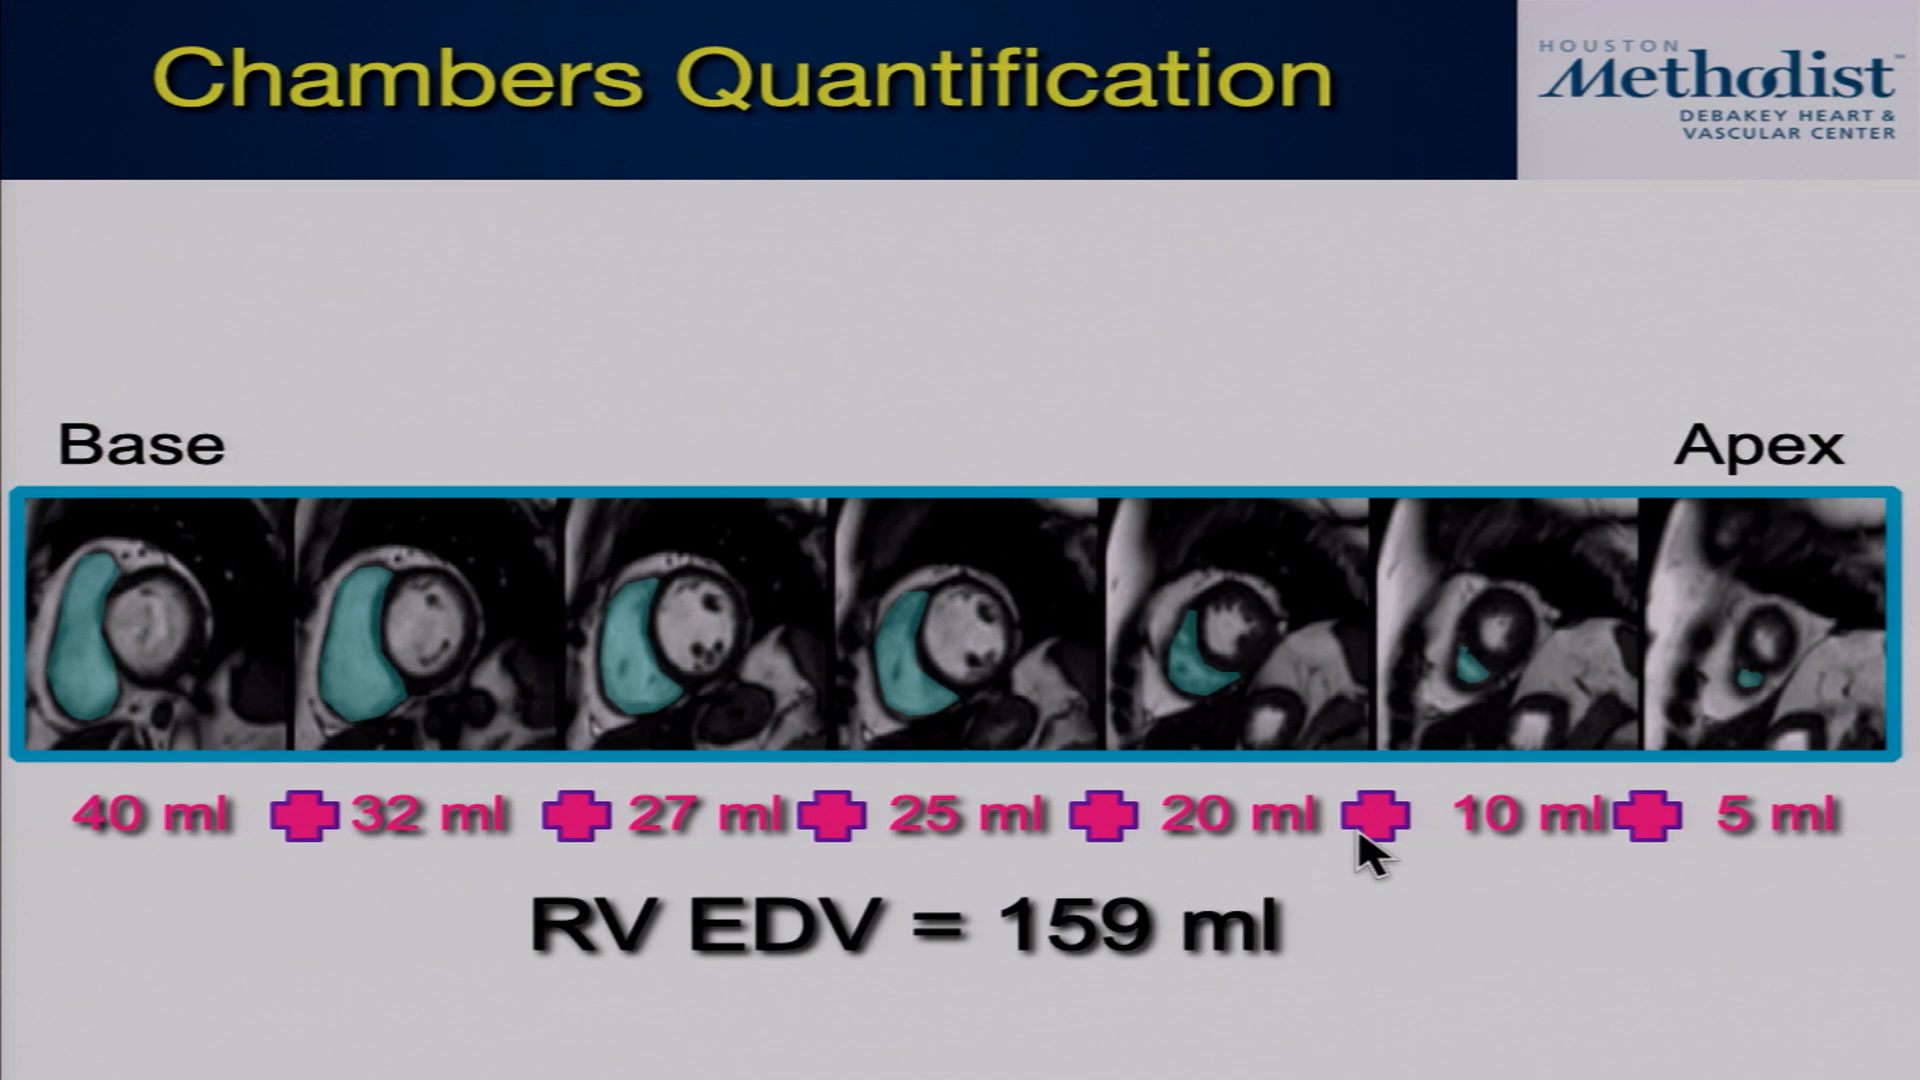 Chambers Quantification
HOUSTON
Methodist™
DEBAKEY HEART &
VASCULAR CENTER
Base
Apex
40 ml 32 ml 27 ml 25 ml 20 ml 10 ml 5 ml
RV EDV = 159 ml